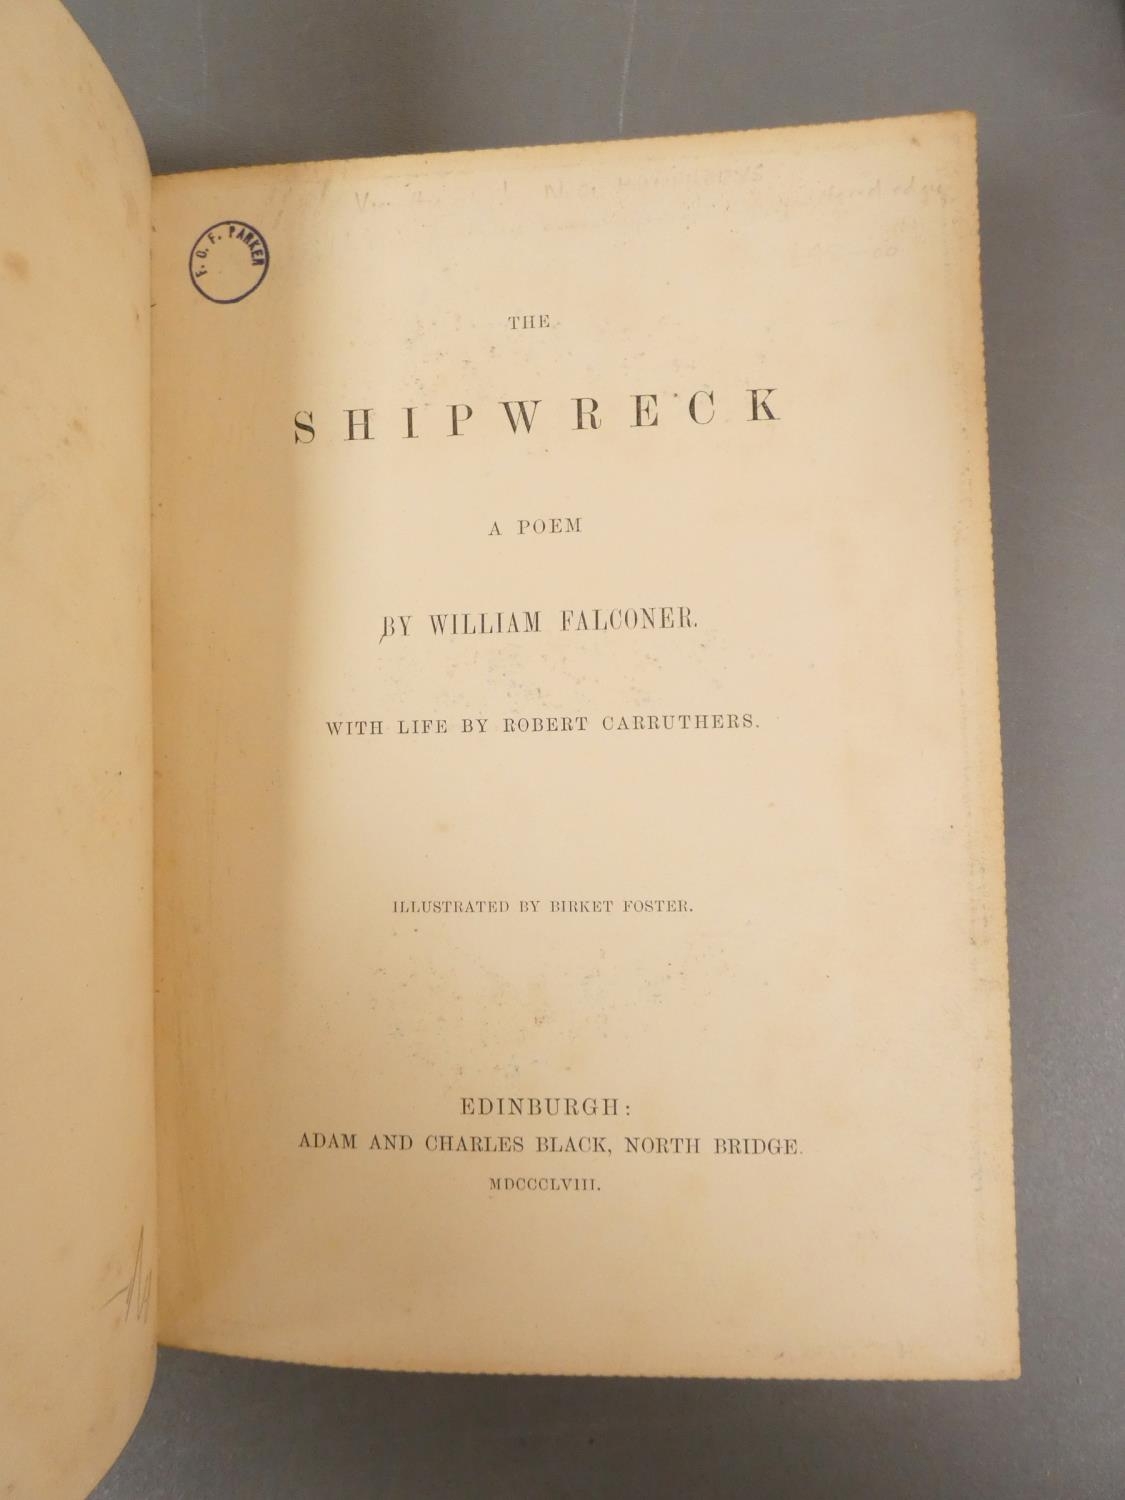 F. O. F. PARKER
THE
SHIPWRECK
A POEM
BY WILLIAM FALCONER.
WITH LIFE BY ROBERT CARRUTHERS.
ILLUSTRATED BY BIRKET FOSTER.
EDINBURGH:
ADAM AND CHARLES BLACK, NORTH BRIDGE.
MDCCCLVIII.